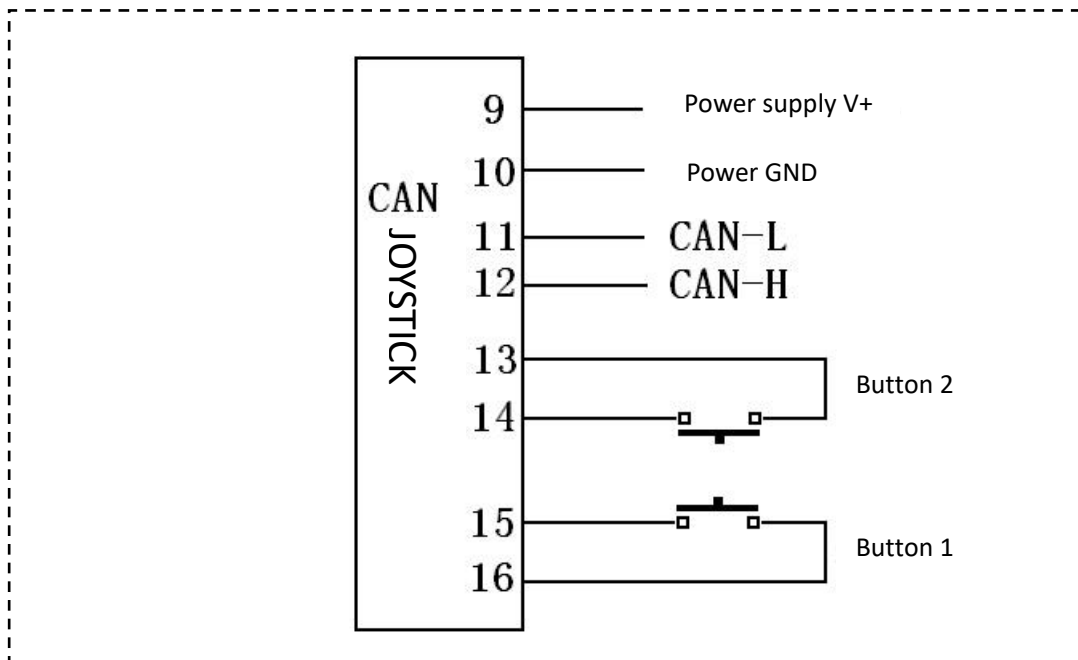 9 Power supply V+
10 Power GND
CAN
JOYSTICK
11 CAN-L
12 CAN-H
13
Button 2
14
15
Button 1
16